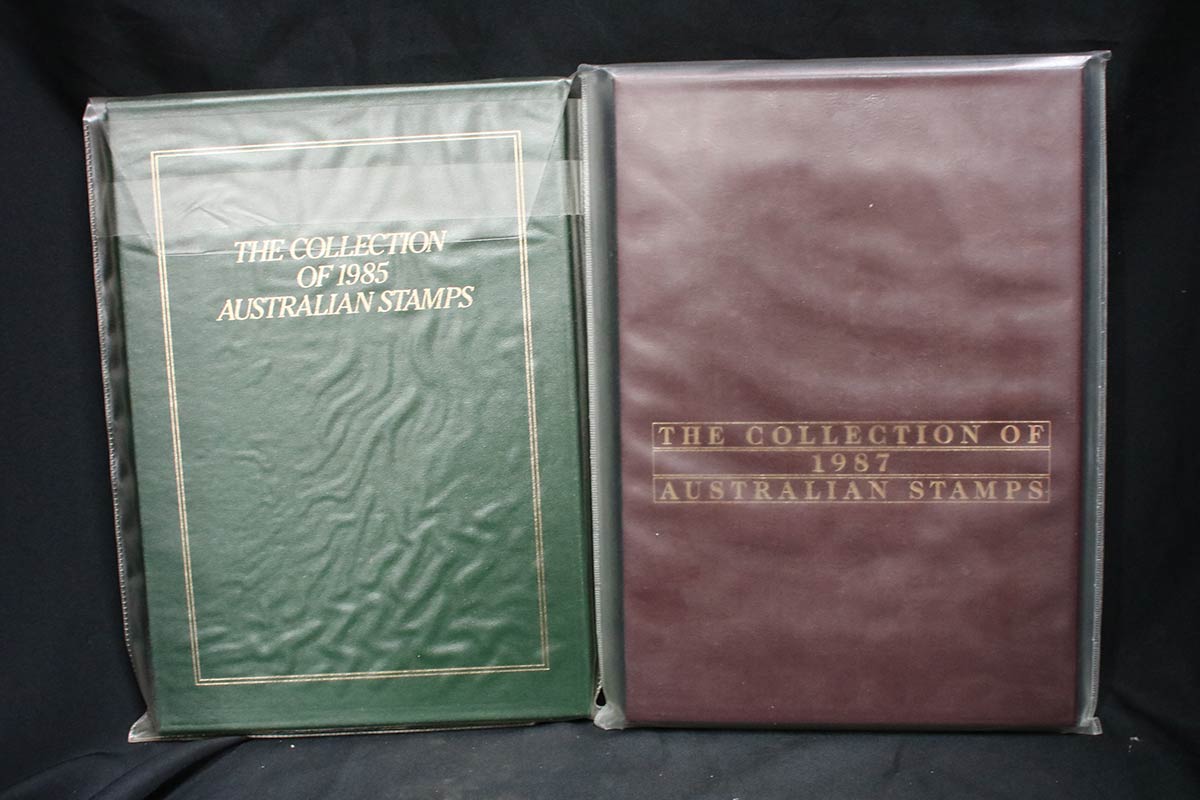 THE COLLECTION
OF 1985
AUSTRALIAN STAMPS
THE COLLECTION OF
1987
AUSTRALIAN STAMPS